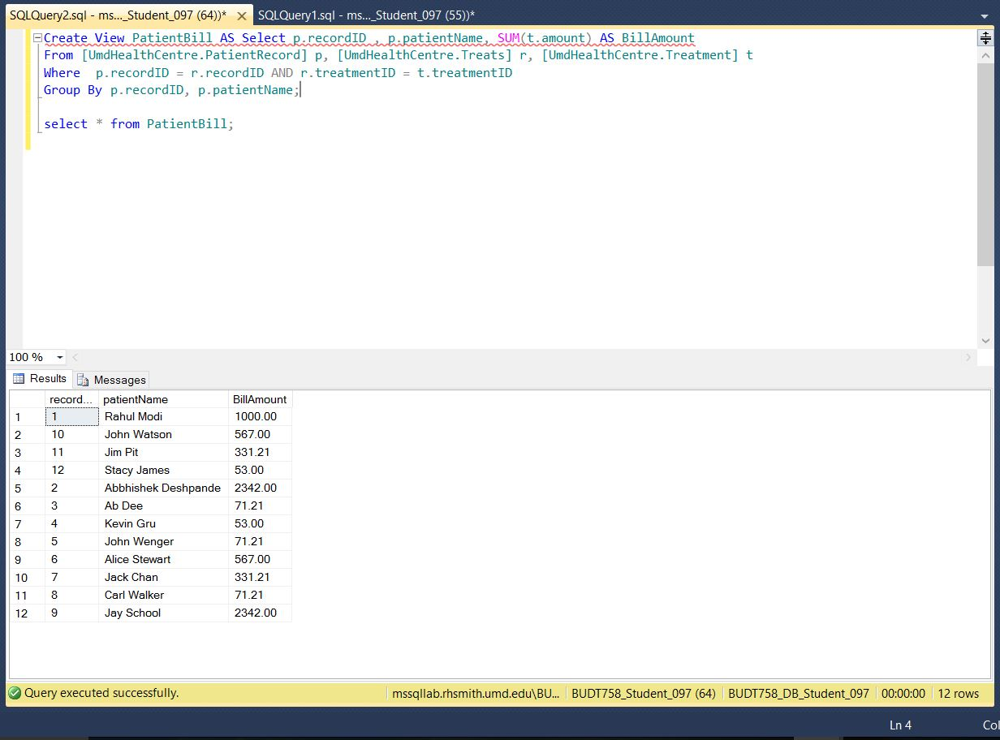 SQLQuery2.sql - ms..._Student_097 (64))* SQLQuery1.sql - ms..._Student_097 (55))*
Create View PatientBill AS Select p.recordID , p.patientName, SUM(t.amount) AS BillAmount
From [UmdHealthCentre.PatientRecord] p, [UmdHealthCentre.Treats] r, [UmdHealthCentre.Treatment] t
Where  p.recordID = r.recordID AND r.treatmentID = t.treatmentID
Group By p.recordID, p.patientName;
select * from PatientBill;
100 %
Results Messages
record... patientName BillAmount
1 1 Rahul Modi 1000.00
2 10 John Watson 567.00
3 11 Jim Pit 331.21
4 12 Stacy James 53.00
5 2 Abbhishek Deshpande 2342.00
6 3 Ab Dee 71.21
7 4 Kevin Gru 53.00
8 5 John Wenger 71.21
9 6 Alice Stewart 567.00
10 7 Jack Chan 331.21
11 8 Carl Walker 71.21
12 9 Jay School 2342.00
Query executed successfully. mssqllab.rhsmith.umd.edu\BU... BUDT758_Student_097 (64) BUDT758_DB_Student_097 00:00:00 12 rows
Ln 4 Col